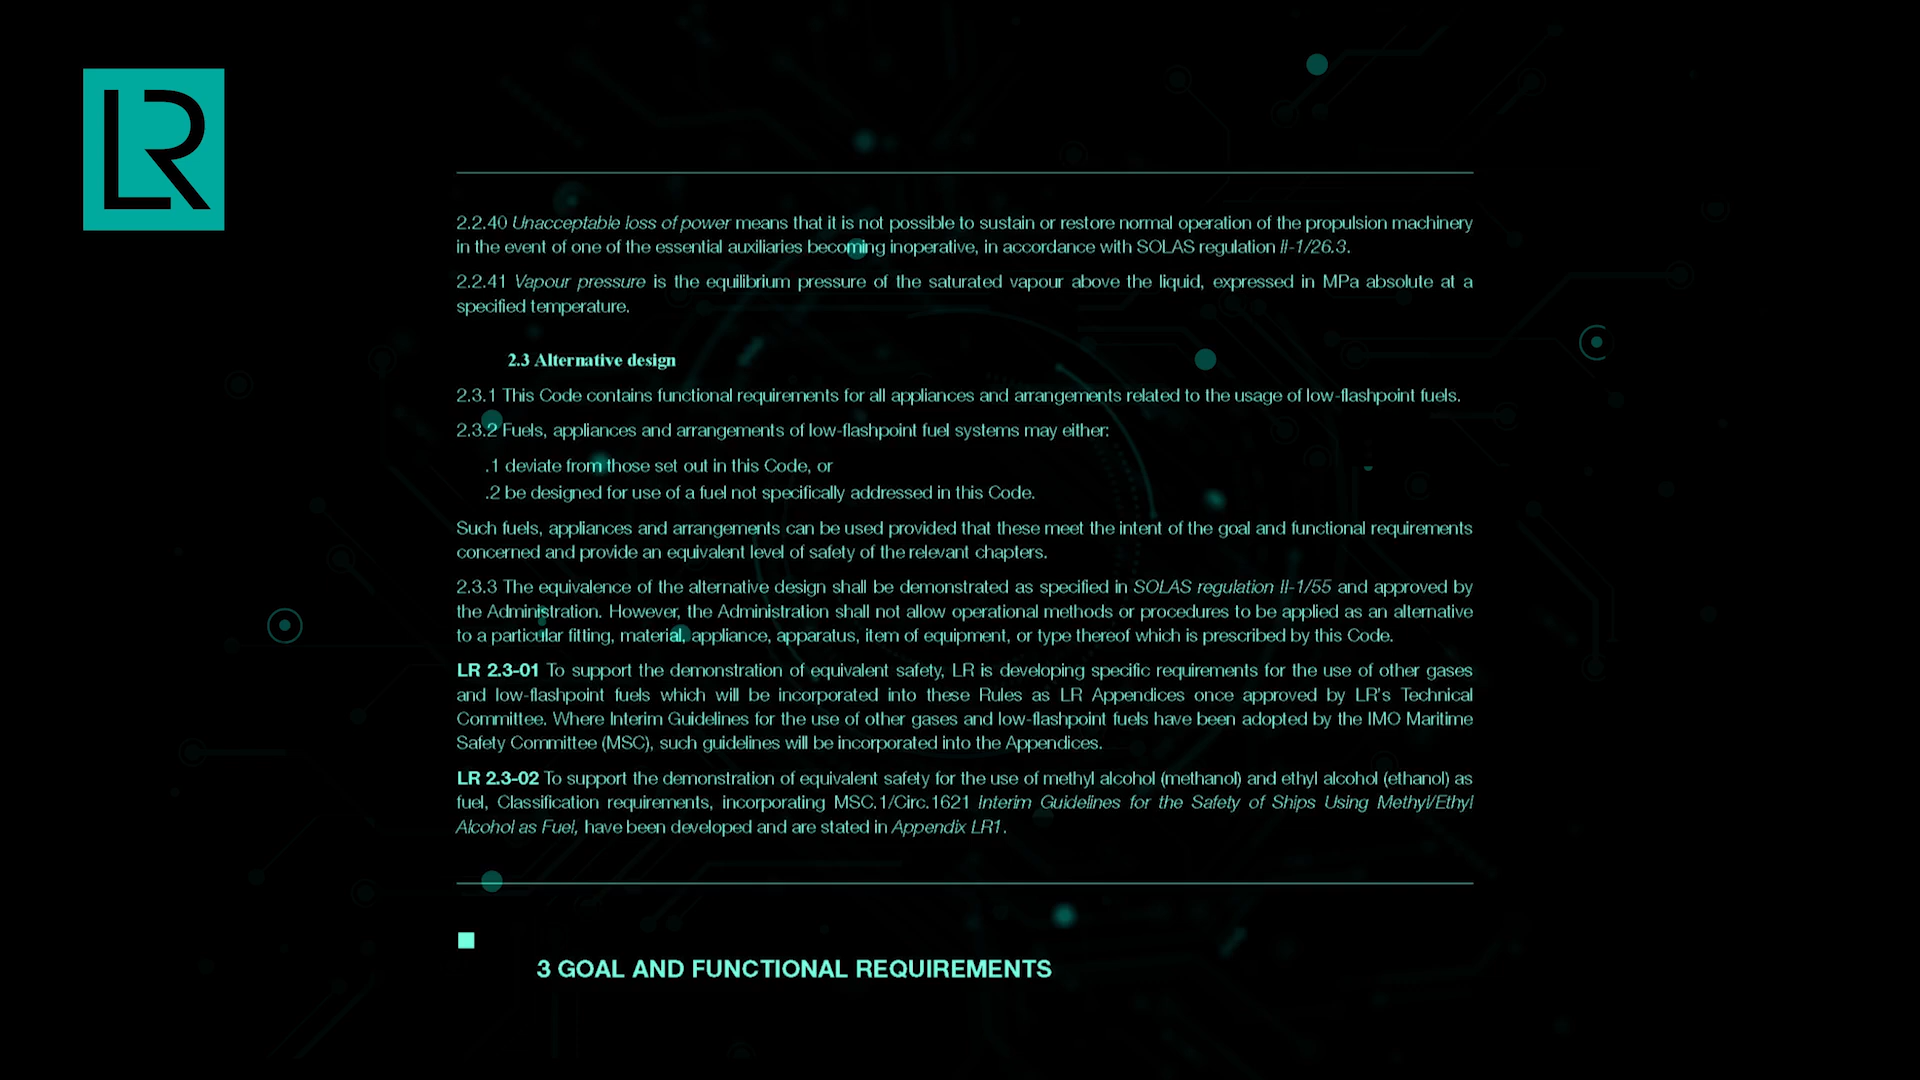 LR
2.2.40 Unacceptable loss of power means that it is not possible to sustain or restore normal operation of the propulsion machinery
in the event of one of the essential auxiliaries becoming inoperative, in accordance with SOLAS regulation II-1/26.3.
2.2.41 Vapour pressure is the equilibrium pressure of the saturated vapour above the liquid, expressed in MPa absolute at a
specified temperature.
2.3 Alternative design
2.3.1 This Code contains functional requirements for all appliances and arrangements related to the usage of low-flashpoint fuels.
2.3.2 Fuels, appliances and arrangements of low-flashpoint fuel systems may either:
.1 deviate from those set out in this Code, or
.2 be designed for use of a fuel not specifically addressed in this Code.
Such fuels, appliances and arrangements can be used provided that these meet the intent of the goal and functional requirements
concerned and provide an equivalent level of safety of the relevant chapters.
2.3.3 The equivalence of the alternative design shall be demonstrated as specified in SOLAS regulation II-1/55 and approved by
the Administration. However, the Administration shall not allow operational methods or procedures to be applied as an alternative
to a particular fitting, material, appliance, apparatus, item of equipment, or type thereof which is prescribed by this Code.
LR 2.3-01 To support the demonstration of equivalent safety, LR is developing specific requirements for the use of other gases
and low-flashpoint fuels which will be incorporated into these Rules as LR Appendices once approved by LR's Technical
Committee. Where Interim Guidelines for the use of other gases and low-flashpoint fuels have been adopted by the IMO Maritime
Safety Committee (MSC), such guidelines will be incorporated into the Appendices.
LR 2.3-02 To support the demonstration of equivalent safety for the use of methyl alcohol (methanol) and ethyl alcohol (ethanol) as
fuel, Classification requirements, incorporating MSC.1/Circ.1621 Interim Guidelines for the Safety of Ships Using Methyl/Ethyl
Alcohol as Fuel, have been developed and are stated in Appendix LR1.
3 GOAL AND FUNCTIONAL REQUIREMENTS